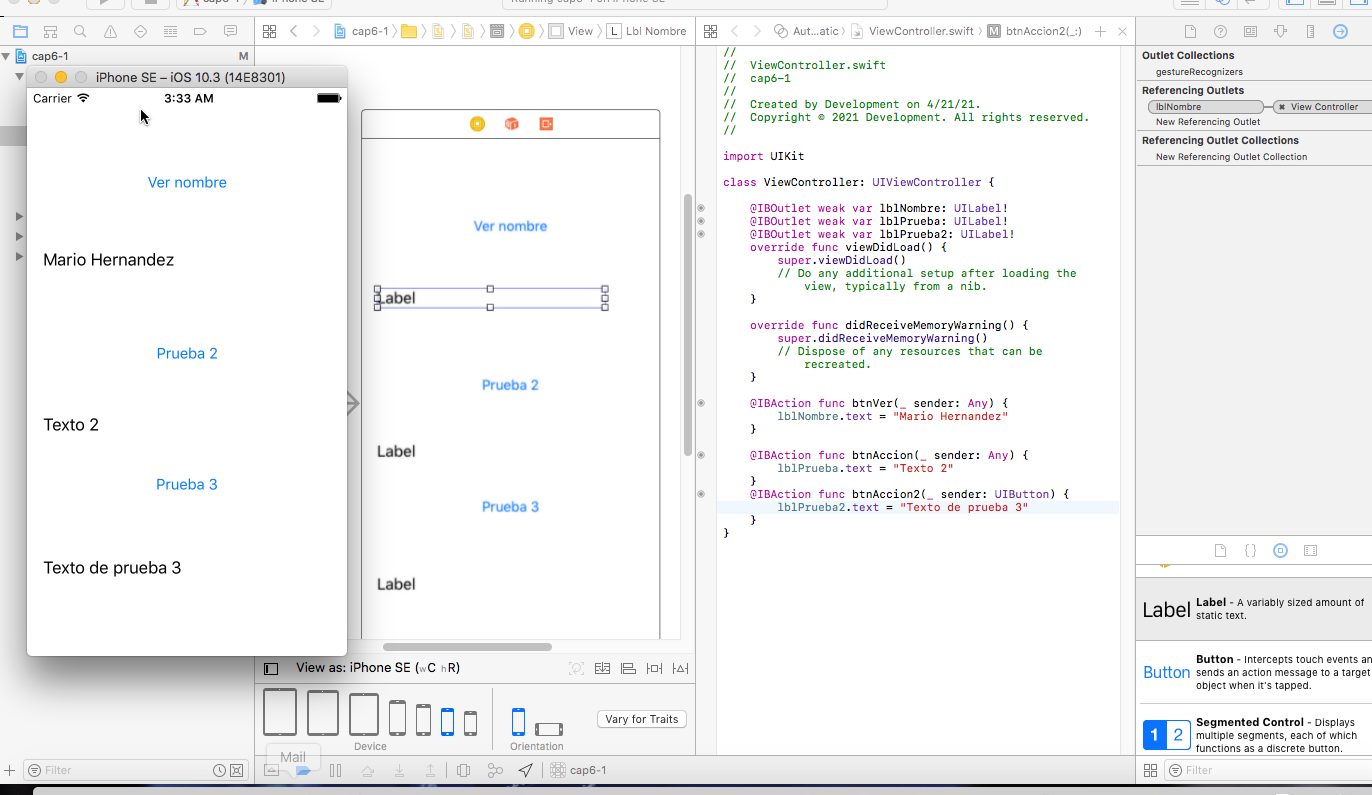 cap6-1
M
iPhone SE – iOS 10.3 (14E8301)
Carrier
3:33 AM
Ver nombre
Mario Hernandez
Prueba 2
Texto 2
Prueba 3
Texto de prueba 3
Filter
cap6-1
View
L
Lbl Nombre
Ver nombre
Label
Prueba 2
Label
Prueba 3
Label
View as: iPhone SE (wC hR)
Device
Orientation
Vary for Traits
Mail
cap6-1
Aut...atic
ViewController.swift
M
btnAccion2(_:)
//
//  ViewController.swift
//  cap6-1
//
//  Created by Development on 4/21/21.
//  Copyright © 2021 Development. All rights reserved.
//
import UIKit
class ViewController: UIViewController {
@IBOutlet weak var lblNombre: UILabel!
@IBOutlet weak var lblPrueba: UILabel!
@IBOutlet weak var lblPrueba2: UILabel!
override func viewDidLoad() {
super.viewDidLoad()
// Do any additional setup after loading the
view, typically from a nib.
}
override func didReceiveMemoryWarning() {
super.didReceiveMemoryWarning()
// Dispose of any resources that can be
recreated.
}
@IBAction func btnVer(_ sender: Any) {
lblNombre.text = "Mario Hernandez"
}
@IBAction func btnAccion(_ sender: Any) {
lblPrueba.text = "Texto 2"
}
@IBAction func btnAccion2(_ sender: UIButton) {
lblPrueba2.text = "Texto de prueba 3"
}
}
Outlet Collections
gestureRecognizers
Referencing Outlets
lblNombre
View Controller
New Referencing Outlet
Referencing Outlet Collections
New Referencing Outlet Collection
Label
Label - A variably sized amount of
static text.
Button
Button - Intercepts touch events an
sends an action message to a target
object when it's tapped.
1 2
Segmented Control - Displays
multiple segments, each of which
functions as a discrete button.
Filter